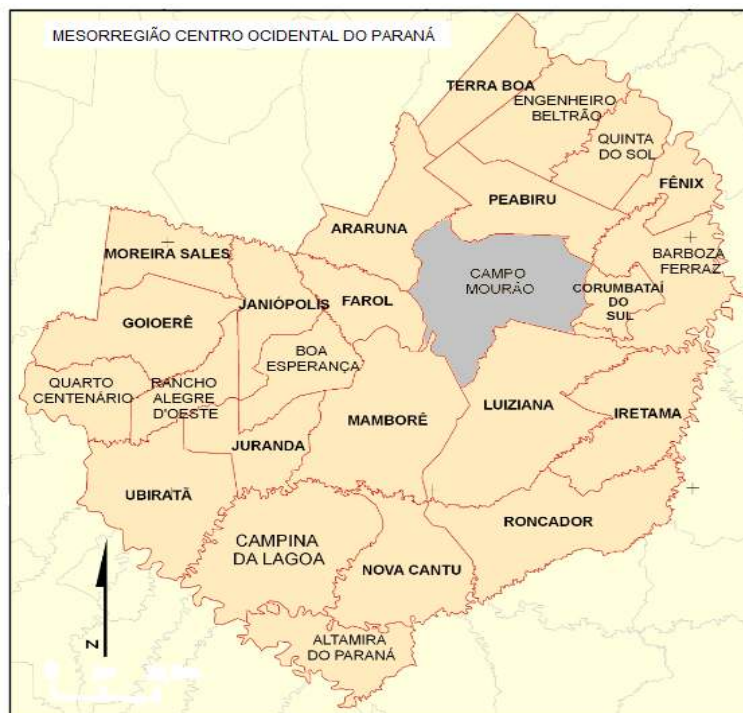 MESORREGIÃO CENTRO OCIDENTAL DO PARANÁ
TERRA BOA
ENGENHEIRO
BELTRÃO
QUINTA
DO SOL
FÊNIX
PEABIRU
ARARUNA
MOREIRA SALES
BARBOZA
FERRAZ
CAMPO
MOURÃO
CORUMBATAÍ
DO
SUL
JANIÓPOLIS
FAROL
GOIOERÊ
BOA
ESPERANÇA
QUARTO
CENTENÁRIO
RANCHO
ALEGRE
D'OESTE
MAMBORÊ
LUIZIANA
IRETAMA
JURANDA
UBIRATÃ
RONCADOR
CAMPINA
DA LAGOA
NOVA CANTU
ALTAMIRA
DO PARANÁ
N